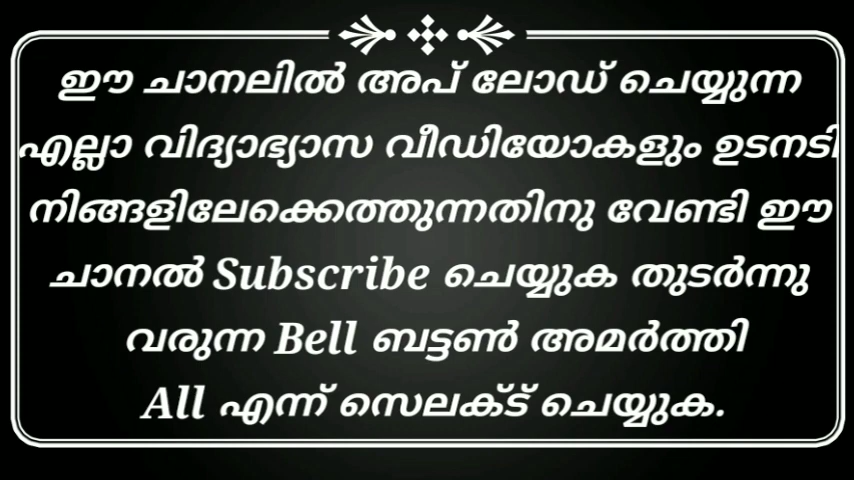 ഈ ചാനലിൽ അപ് ലോഡ് ചെയ്യുന്ന
എല്ലാ വിദ്യാഭ്യാസ വീഡിയോകളും ഉടനടി
നിങ്ങളിലേക്കെത്തുന്നതിനു വേണ്ടി ഈ
ചാനൽ Subscribe ചെയ്യുക തുടർന്നു
വരുന്ന Bell ബട്ടൺ അമർത്തി
All എന്ന് സെലക്ട് ചെയ്യുക.